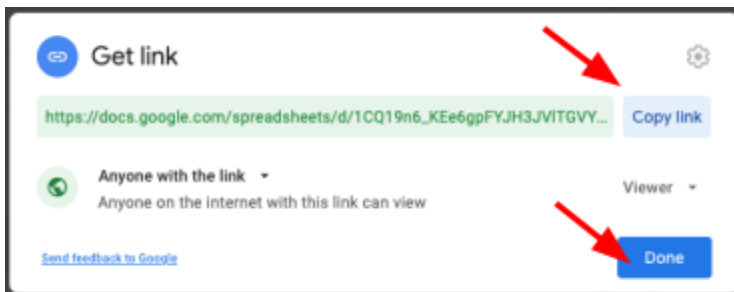 Get link
https://docs.google.com/spreadsheets/d/1CQ19n6_KEe6gpFYJH3JVlTGVY...
Copy link
Anyone with the link
Anyone on the internet with this link can view
Viewer
Send feedback to Google
Done